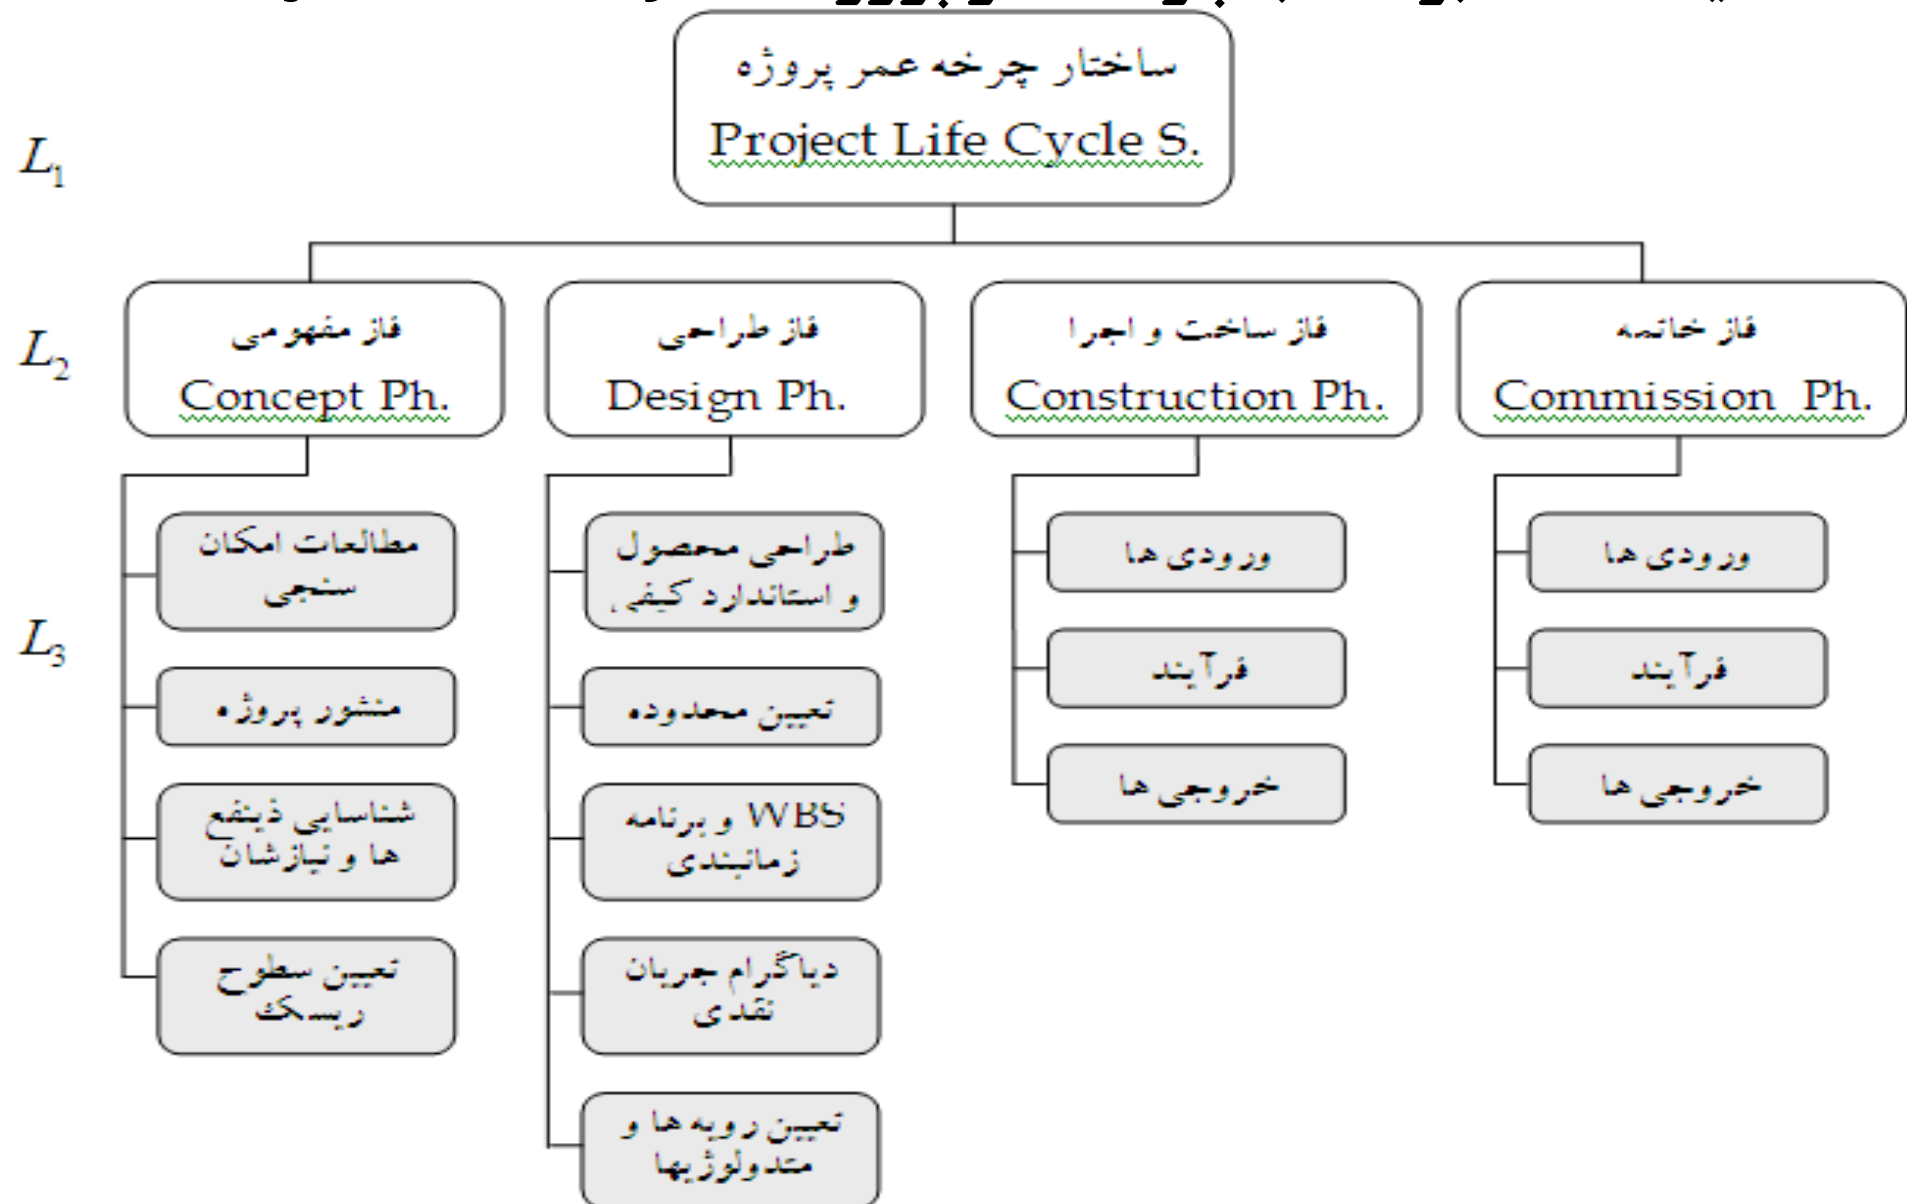 ساختار چرخه عمر پروژه
Project Life Cycle S.
L1
فاز مفهومی
Concept Ph.
فاز طراحی
Design Ph.
فاز ساخت و اجرا
Construction Ph.
فاز خاتمه
Commission Ph.
L2
مطالعات امکان
سنجی
منشور پروژه
شناسایی ذینفع
ها و نیازشان
تعیین سطوح
ریسک
طراحی محصول
و استاندارد کیفی
تعیین محدوده
WBS و برنامه
زمانبندی
دیاگرام جریان
نقدی
تعیین رویه ها و
متدولوژیها
ورودی ها
فرآیند
خروجی ها
ورودی ها
فرآیند
خروجی ها
L3